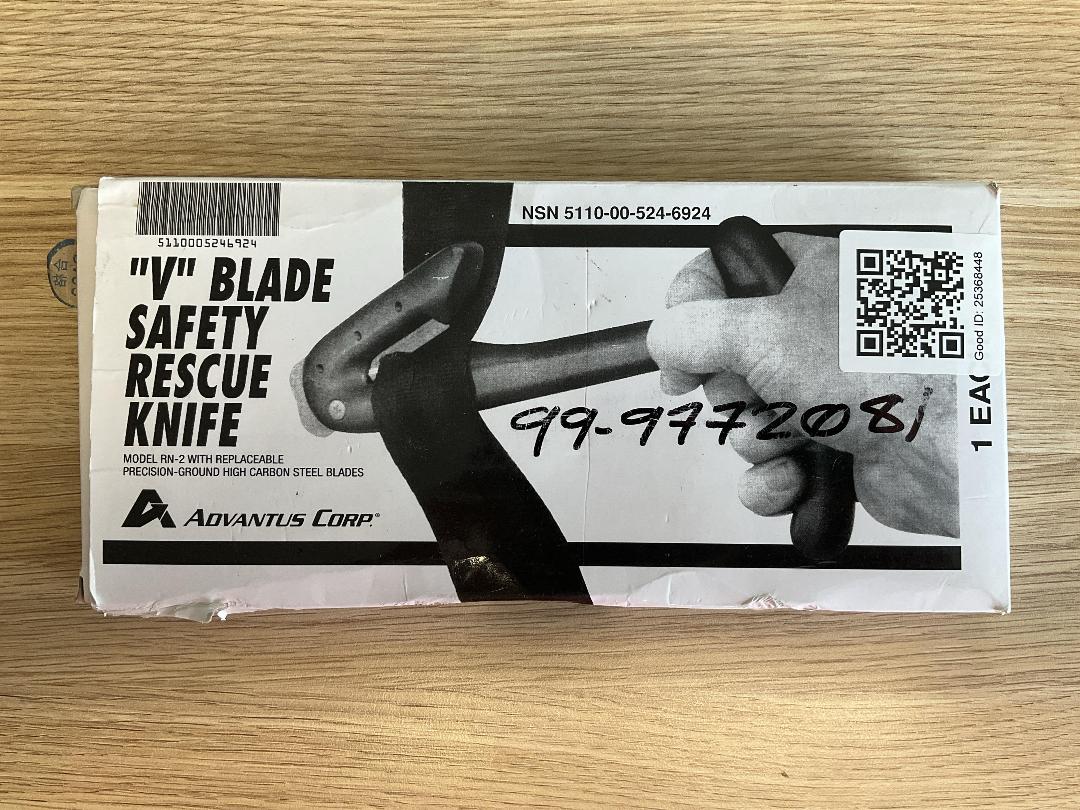 5110005246924
NSN 5110-00-524-6924
"V" BLADE
SAFETY
RESCUE
KNIFE
MODEL RN-2 WITH REPLACEABLE
PRECISION-GROUND HIGH CARBON STEEL BLADES
ADVANTUS CORP.®
99-9772081
Good ID: 25368448
1 EAC